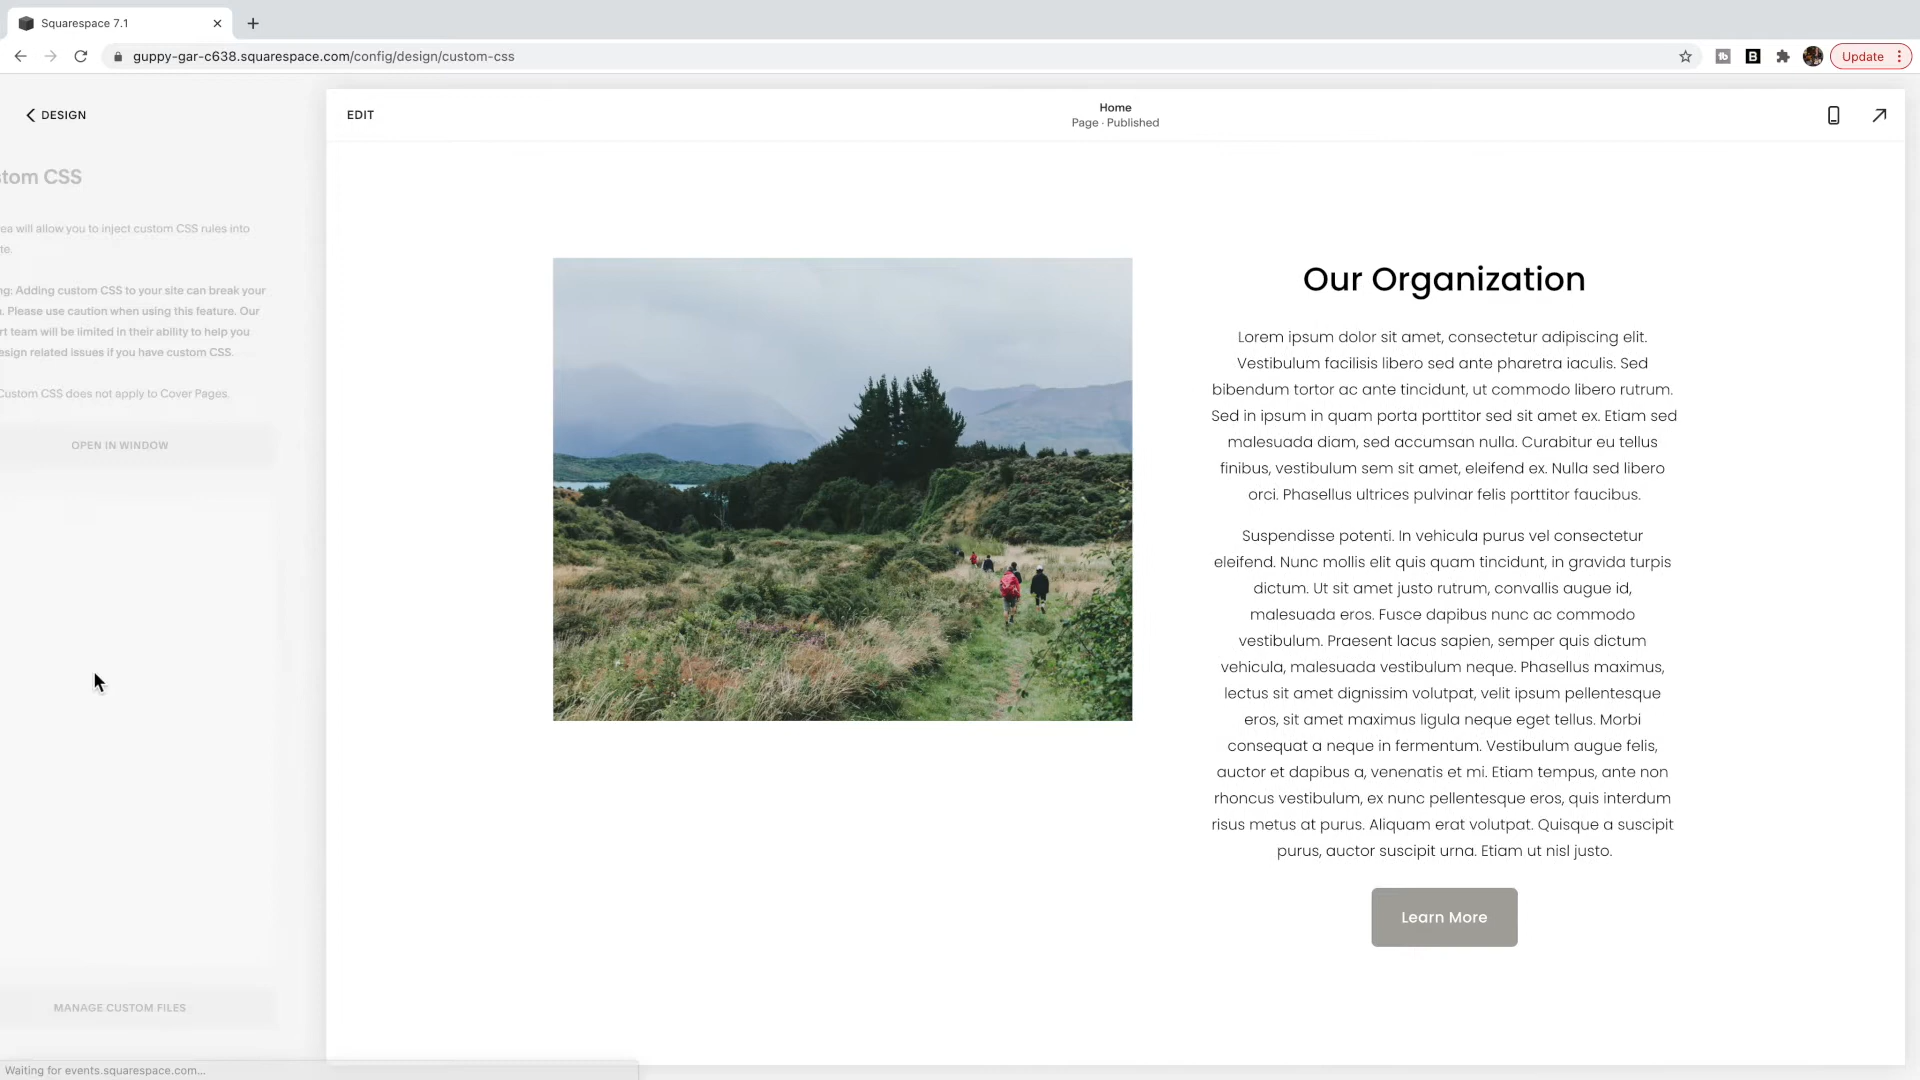 Squarespace 7.1
guppy-gar-c638.squarespace.com/config/design/custom-css
Update
DESIGN
EDIT
Home
Page · Published
tom CSS
ea will allow you to inject custom CSS rules into
te.
ng: Adding custom CSS to your site can break your
. Please use caution when using this feature. Our
rt team will be limited in their ability to help you
esign related issues if you have custom CSS.
Custom CSS does not apply to Cover Pages.
OPEN IN WINDOW
MANAGE CUSTOM FILES
Waiting for events.squarespace.com...
Our Organization
Lorem ipsum dolor sit amet, consectetur adipiscing elit.
Vestibulum facilisis libero sed ante pharetra iaculis. Sed
bibendum tortor ac ante tincidunt, ut commodo libero rutrum.
Sed in ipsum in quam porta porttitor sed sit amet ex. Etiam sed
malesuada diam, sed accumsan nulla. Curabitur eu tellus
finibus, vestibulum sem sit amet, eleifend ex. Nulla sed libero
orci. Phasellus ultrices pulvinar felis porttitor faucibus.
Suspendisse potenti. In vehicula purus vel consectetur
eleifend. Nunc mollis elit quis quam tincidunt, in gravida turpis
dictum. Ut sit amet justo rutrum, convallis augue id,
malesuada eros. Fusce dapibus nunc ac commodo
vestibulum. Praesent lacus sapien, semper quis dictum
vehicula, malesuada vestibulum neque. Phasellus maximus,
lectus sit amet dignissim volutpat, velit ipsum pellentesque
eros, sit amet maximus ligula neque eget tellus. Morbi
consequat a neque in fermentum. Vestibulum augue felis,
auctor et dapibus a, venenatis et mi. Etiam tempus, ante non
rhoncus vestibulum, ex nunc pellentesque eros, quis interdum
risus metus at purus. Aliquam erat volutpat. Quisque a suscipit
purus, auctor suscipit urna. Etiam ut nisl justo.
Learn More